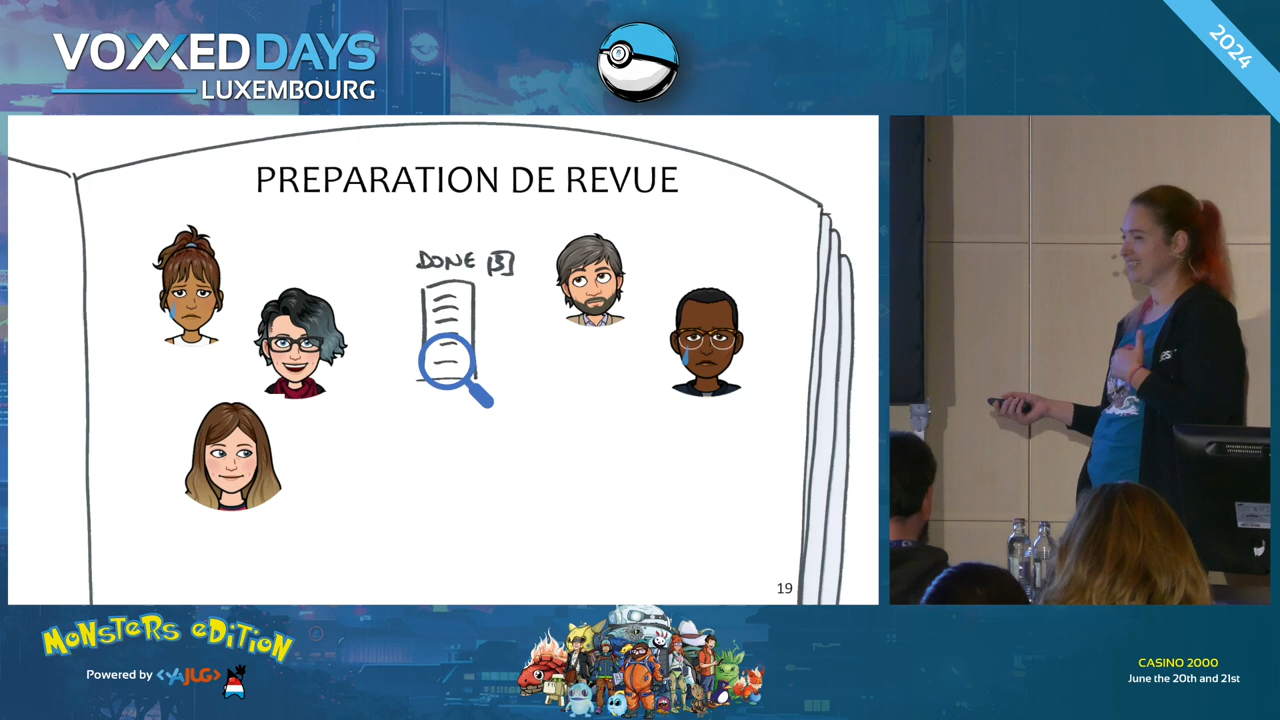 VOXXEDDAYS
LUXEMBOURG
2024
PREPARATION DE REVUE
DONE [3]
19
MONSTERS EDITION
Powered by <YAJLG>
CASINO 2000
June the 20th and 21st